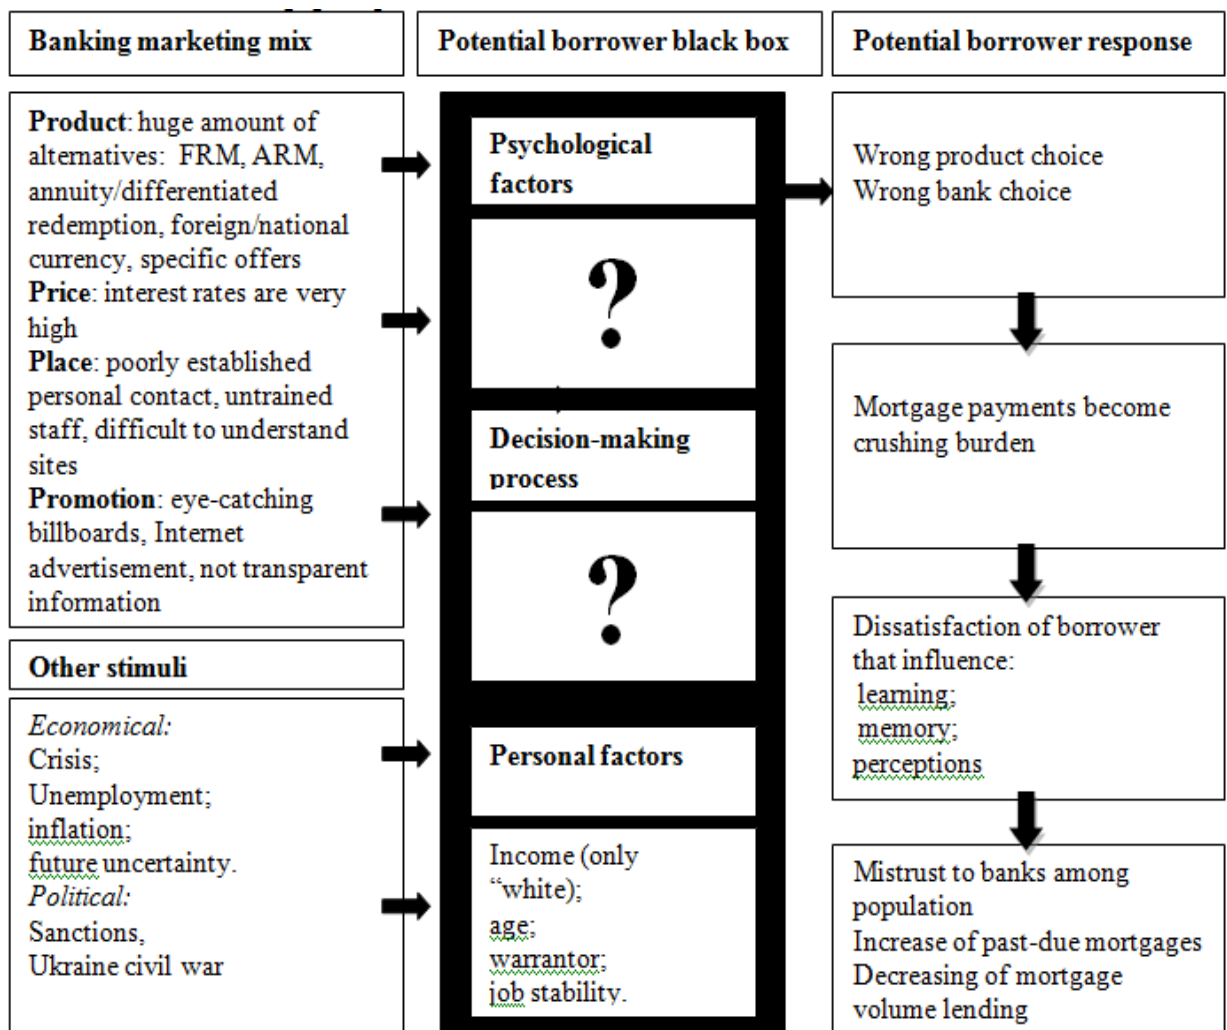 Banking marketing mix
Product: huge amount of
alternatives: FRM, ARM,
annuity/differentiated
redemption, foreign/national
currency, specific offers
Price: interest rates are very
high
Place: poorly established
personal contact, untrained
staff, difficult to understand
sites
Promotion: eye-catching
billboards, Internet
advertisement, not transparent
information
Other stimuli
Economical:
Crisis;
Unemployment;
inflation;
future uncertainty.
Political:
Sanctions,
Ukraine civil war
Potential borrower black box
Psychological
factors
?
Decision-making
process
?
Personal factors
Income (only
“white);
age;
warrantor;
job stability.
Potential borrower response
Wrong product choice
Wrong bank choice
Mortgage payments become
crushing burden
Dissatisfaction of borrower
that influence:
learning;
memory;
perceptions
Mistrust to banks among
population
Increase of past-due mortgages
Decreasing of mortgage
volume lending